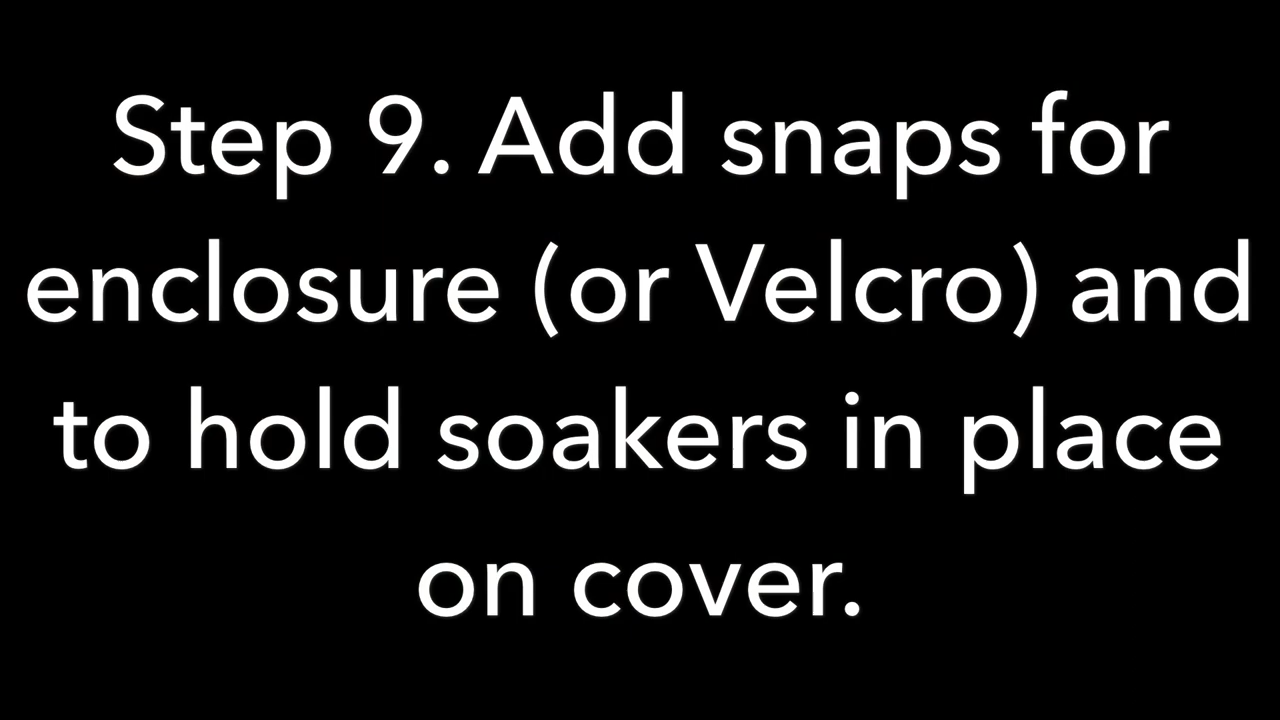 Step 9. Add snaps for
enclosure (or Velcro) and
to hold soakers in place
on cover.